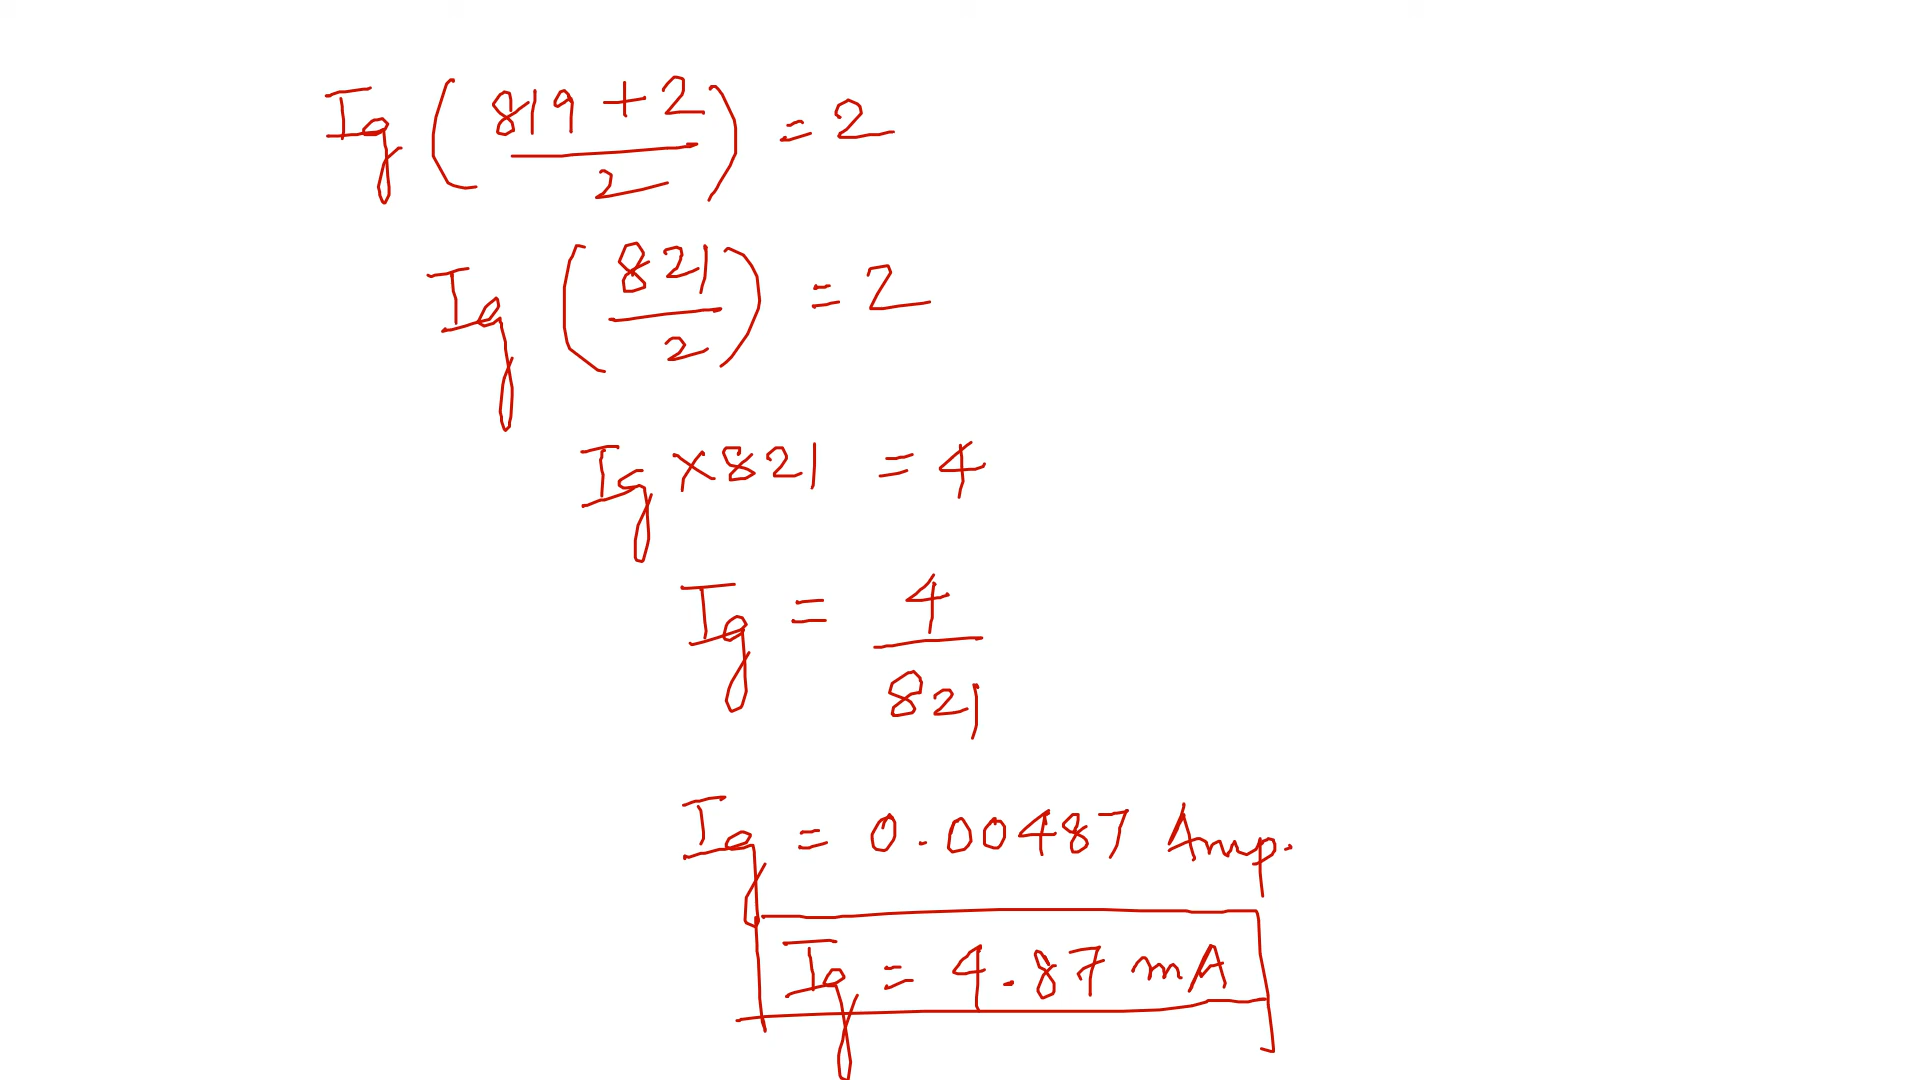 Ig ( 819 + 2 / 2 ) = 2
Ig ( 821 / 2 ) = 2
Ig × 821 = 4
Ig = 4 / 821
Ig = 0.00487 Amp.
Ig = 4.87 mA